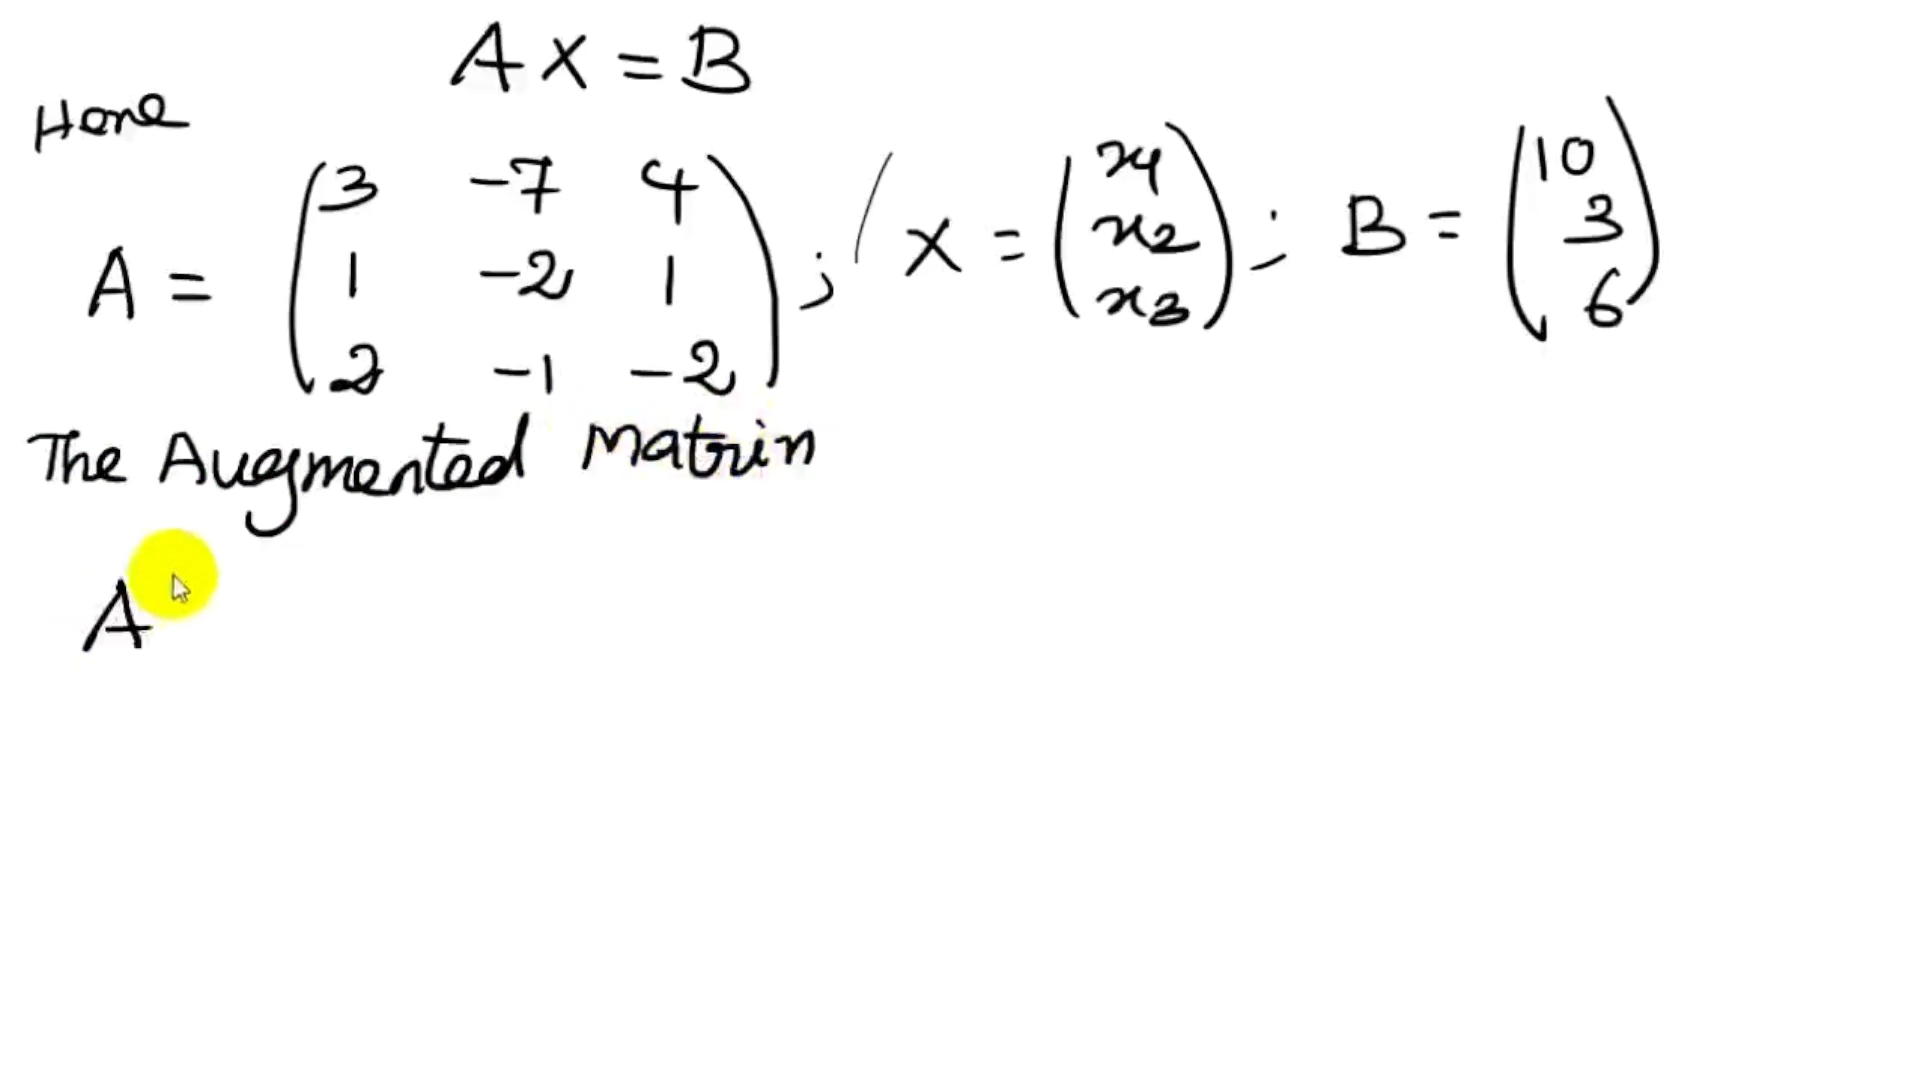 AX = B
Here
A = (3 -7 4
1 -2 1
2 -1 -2) ; X = (x1
x2
x3) ; B = (10
3
6)
The Augmented Matrix
A